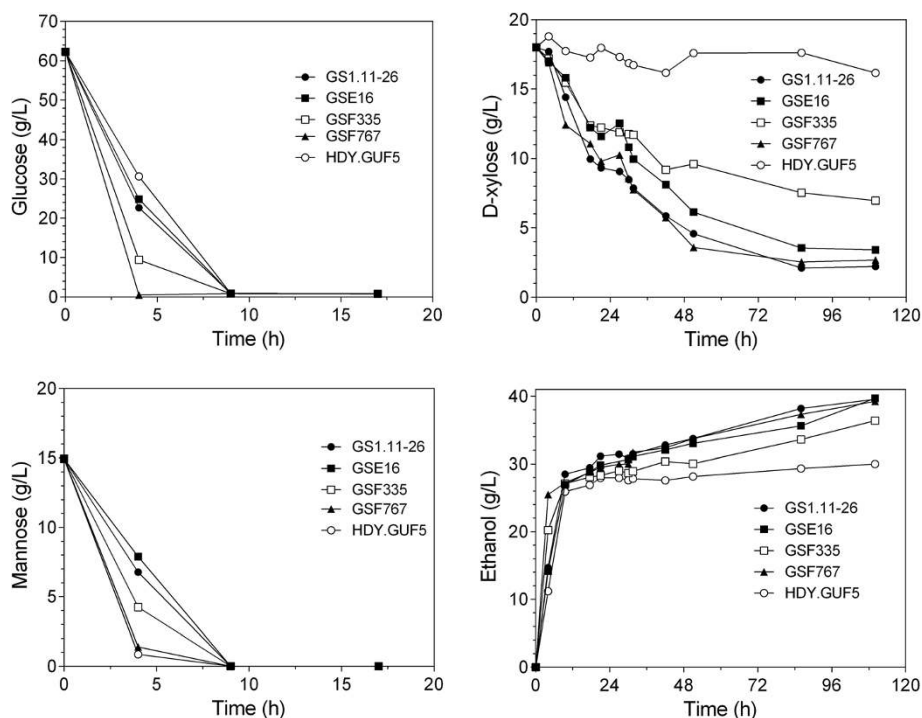 Glucose (g/L)
70
60
50
40
30
20
10
0
0 5 10 15 20
Time (h)
GS1.11-26
GSE16
GSF335
GSF767
HDY.GUF5
D-xylose (g/L)
20
15
10
5
0
0 24 48 72 96 120
Time (h)
GS1.11-26
GSE16
GSF335
GSF767
HDY.GUF5
Mannose (g/L)
20
15
10
5
0
0 5 10 15 20
Time (h)
GS1.11-26
GSE16
GSF335
GSF767
HDY.GUF5
Ethanol (g/L)
40
30
20
10
0
0 24 48 72 96 120
Time (h)
GS1.11-26
GSE16
GSF335
GSF767
HDY.GUF5